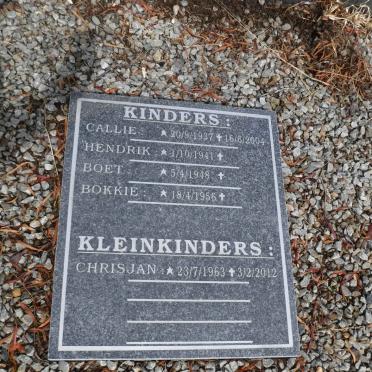 KINDERS :
CALLIE : ★ 20/9/1937 ✝ 16/6/2004
HENDRIK : ★ 1/10/1941 ✝
BOET : ★ 5/4/1948 ✝
BOKKIE : ★ 18/4/1956 ✝
KLEINKINDERS :
CHRISJAN : ★ 23/7/1963 ✝ 3/2/2012